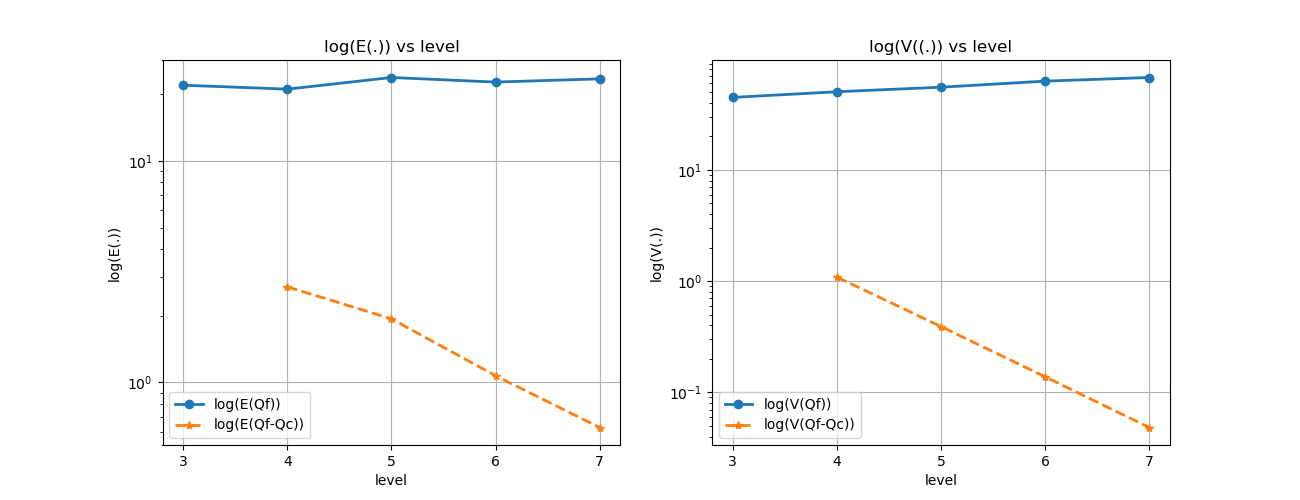 log(E(.)) vs level
log(E(.))
10¹
10⁰
log(E(Qf))
log(E(Qf-Qc))
3 4 5 6 7
level
log(V((.)) vs level
log(V(.))
10¹
10⁰
10⁻¹
log(V(Qf))
log(V(Qf-Qc))
3 4 5 6 7
level